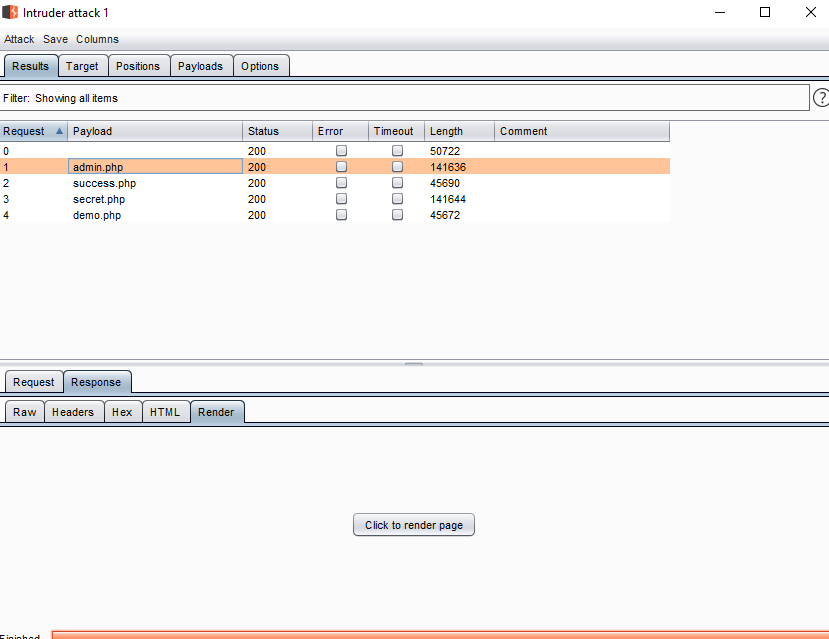 Intruder attack 1
Attack Save Columns
Results Target Positions Payloads Options
Filter: Showing all items ?
Request Payload Status Error Timeout Length Comment
0 200 50722
1 admin.php 200 141636
2 success.php 200 45690
3 secret.php 200 141644
4 demo.php 200 45672
Request Response
Raw Headers Hex HTML Render
Click to render page
Finished